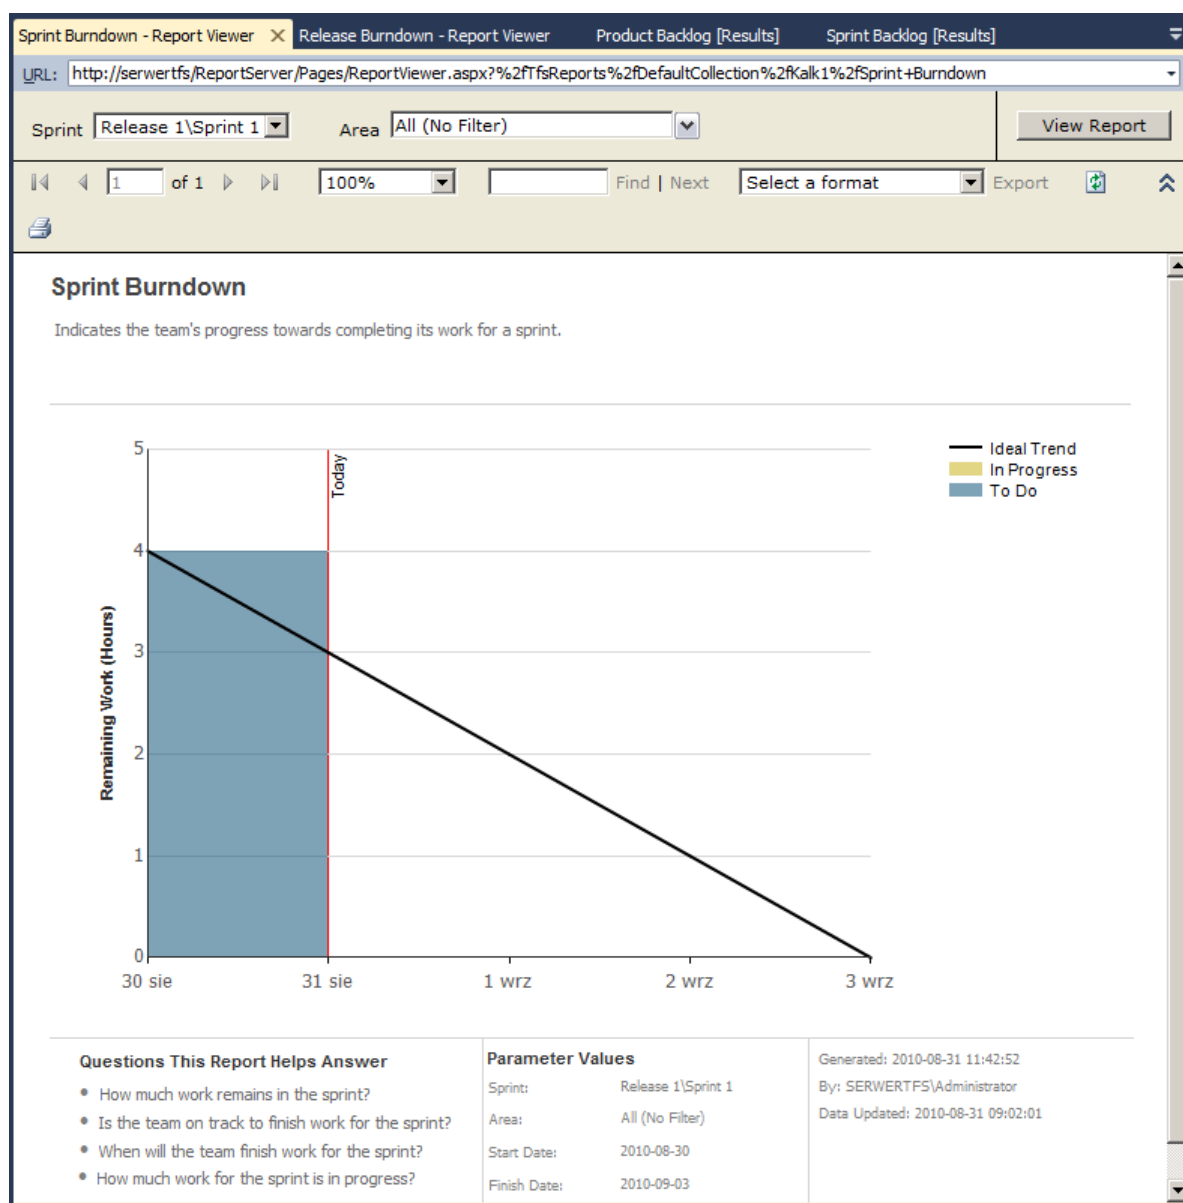 Sprint Burndown - Report Viewer Release Burndown - Report Viewer Product Backlog [Results] Sprint Backlog [Results]
URL: http://serwertfs/ReportServer/Pages/ReportViewer.aspx?%2fTfsReports%2fDefaultCollection%2fKalk1%2fSprint+Burndown
Sprint Release 1\Sprint 1 Area All (No Filter) View Report
1 of 1 100% Find | Next Select a format Export
Sprint Burndown
Indicates the team's progress towards completing its work for a sprint.
Ideal Trend
In Progress
To Do
Today
Remaining Work (Hours)
5
4
3
2
1
0
30 sie 31 sie 1 wrz 2 wrz 3 wrz
Questions This Report Helps Answer
• How much work remains in the sprint?
• Is the team on track to finish work for the sprint?
• When will the team finish work for the sprint?
• How much work for the sprint is in progress?
Parameter Values
Sprint: Release 1\Sprint 1
Area: All (No Filter)
Start Date: 2010-08-30
Finish Date: 2010-09-03
Generated: 2010-08-31 11:42:52
By: SERWERTFS\Administrator
Data Updated: 2010-08-31 09:02:01